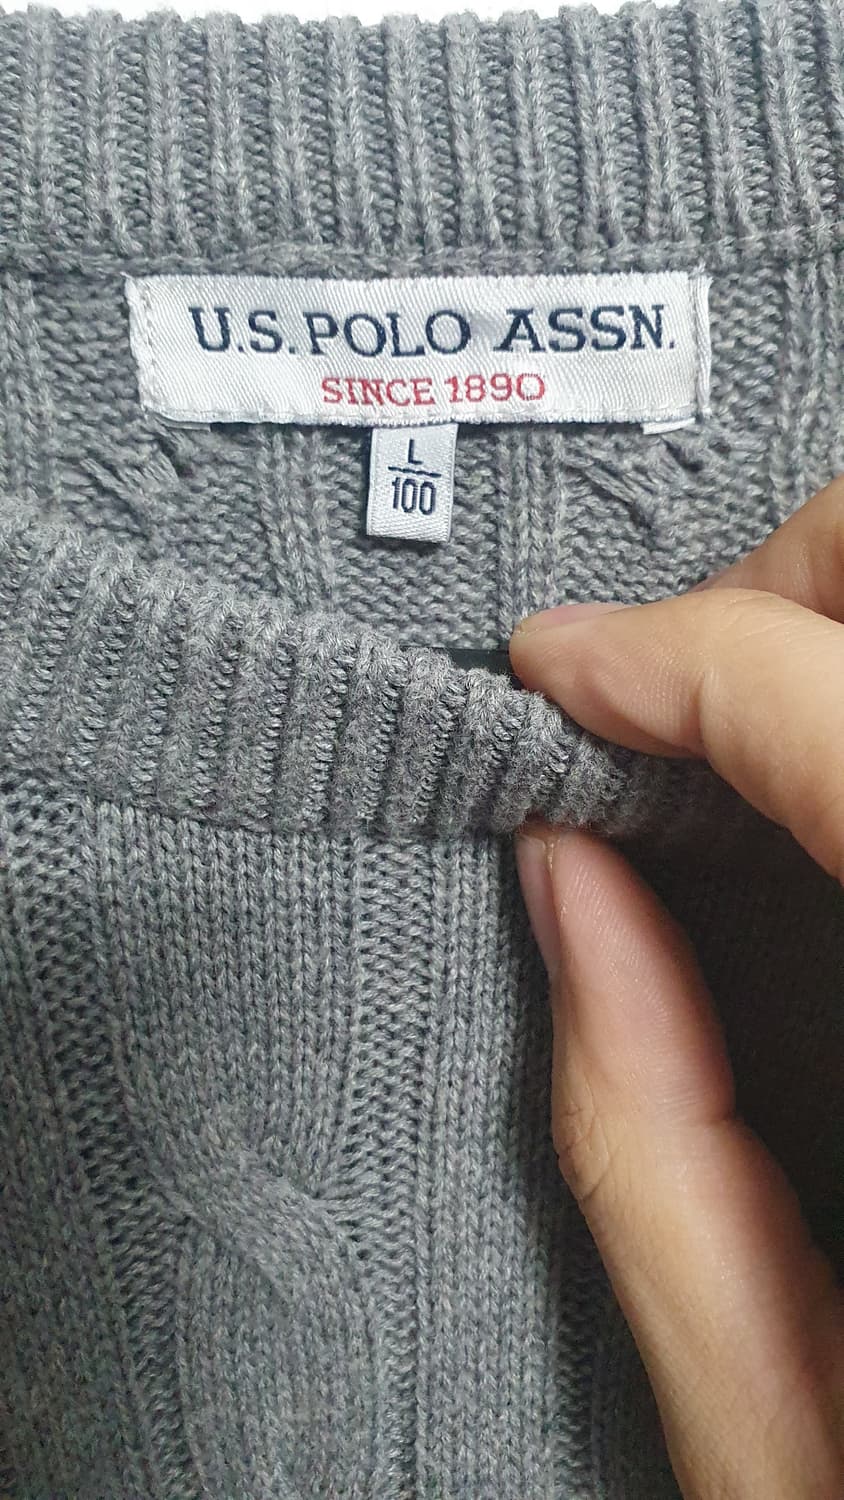 U.S. POLO ASSN.
SINCE 1890
L
100